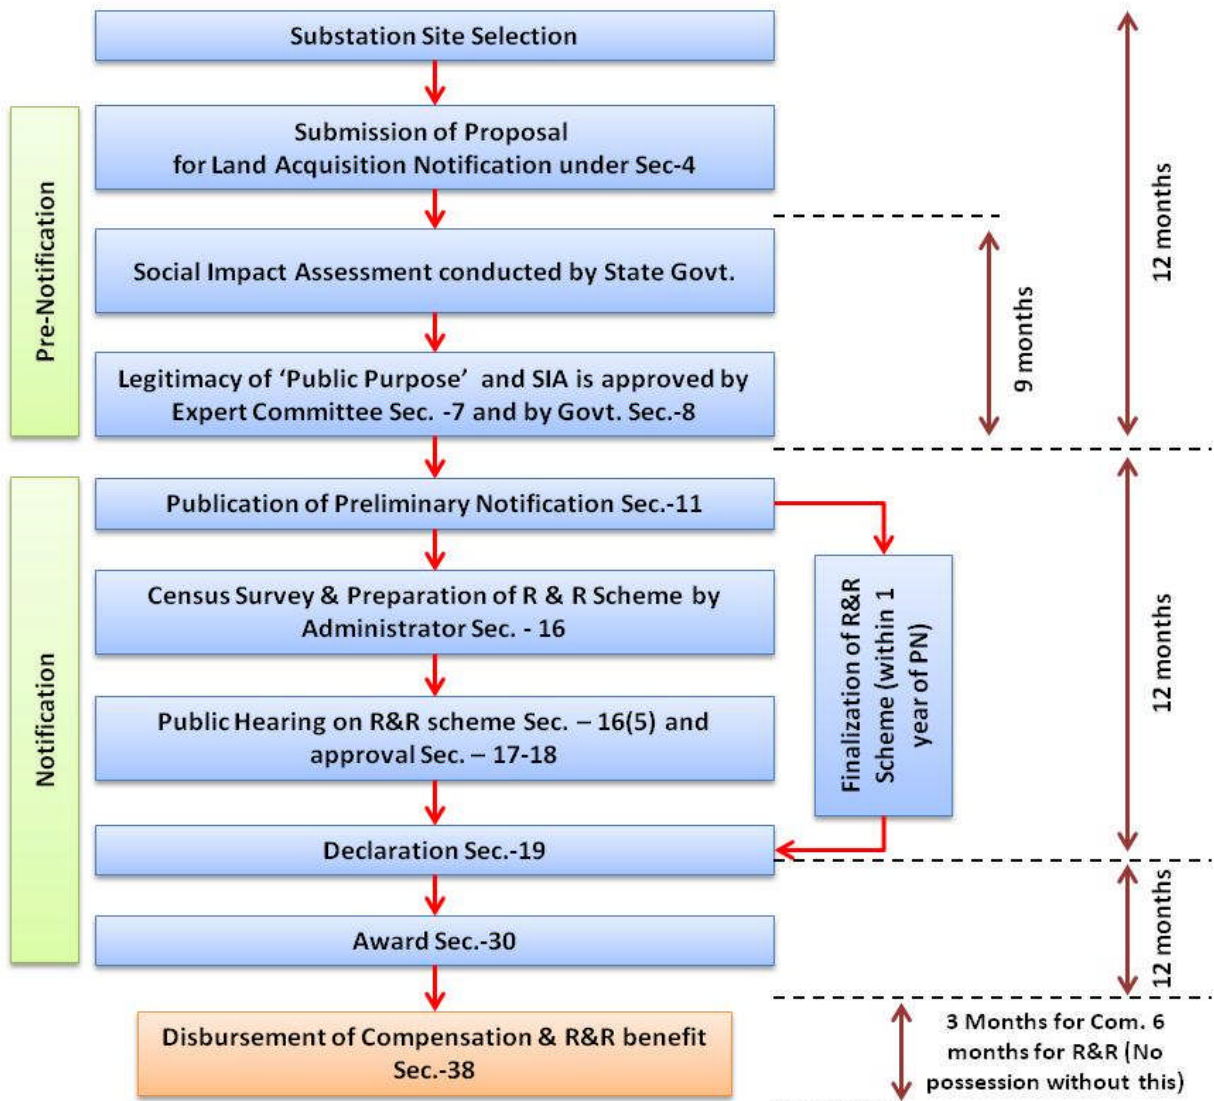 Substation Site Selection
Submission of Proposal
for Land Acquisition Notification under Sec-4
Social Impact Assessment conducted by State Govt.
Legitimacy of ‘Public Purpose’ and SIA is approved by
Expert Committee Sec. -7 and by Govt. Sec.-8
Pre-Notification
9 months
12 months
Publication of Preliminary Notification Sec.-11
Census Survey & Preparation of R & R Scheme by
Administrator Sec. - 16
Public Hearing on R&R scheme Sec. – 16(5) and
approval Sec. – 17-18
Declaration Sec.-19
Award Sec.-30
Notification
Finalization of R&R
Scheme (within 1
year of PN)
12 months
12 months
Disbursement of Compensation & R&R benefit
Sec.-38
3 Months for Com. 6
months for R&R (No
possession without this)